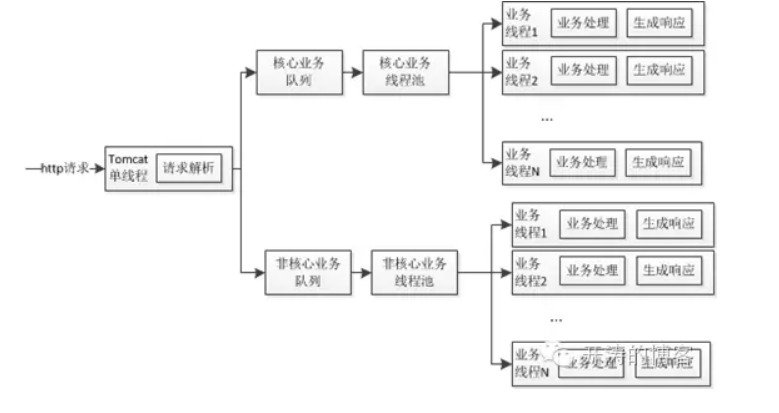 http请求
Tomcat
单线程
请求解析
核心业务
队列
核心业务
线程池
业务
线程1
业务处理
生成响应
业务
线程2
业务处理
生成响应
...
业务
线程N
业务处理
生成响应
非核心业务
队列
非核心业务
线程池
业务
线程1
业务处理
生成响应
业务
线程2
业务处理
生成响应
...
业务
线程N
业务处理
生成响应
开涛的博客